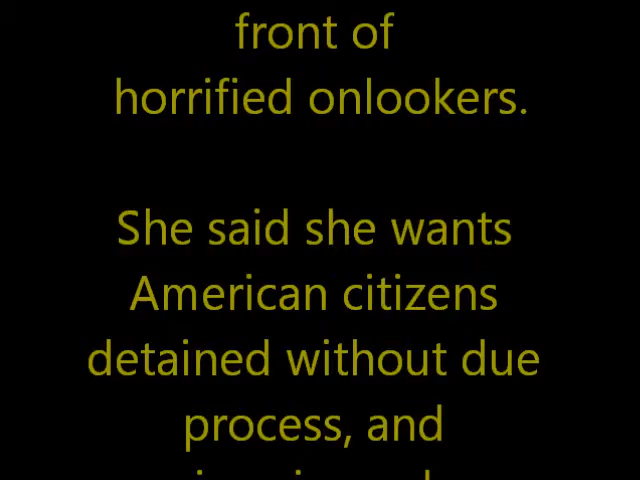 front of
horrified onlookers.
She said she wants
American citizens
detained without due
process, and